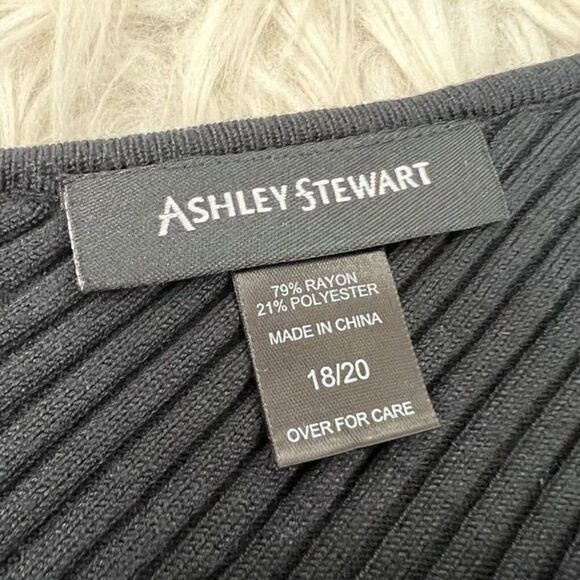 ASHLEY STEWART
79% RAYON
21% POLYESTER
MADE IN CHINA
18/20
OVER FOR CARE